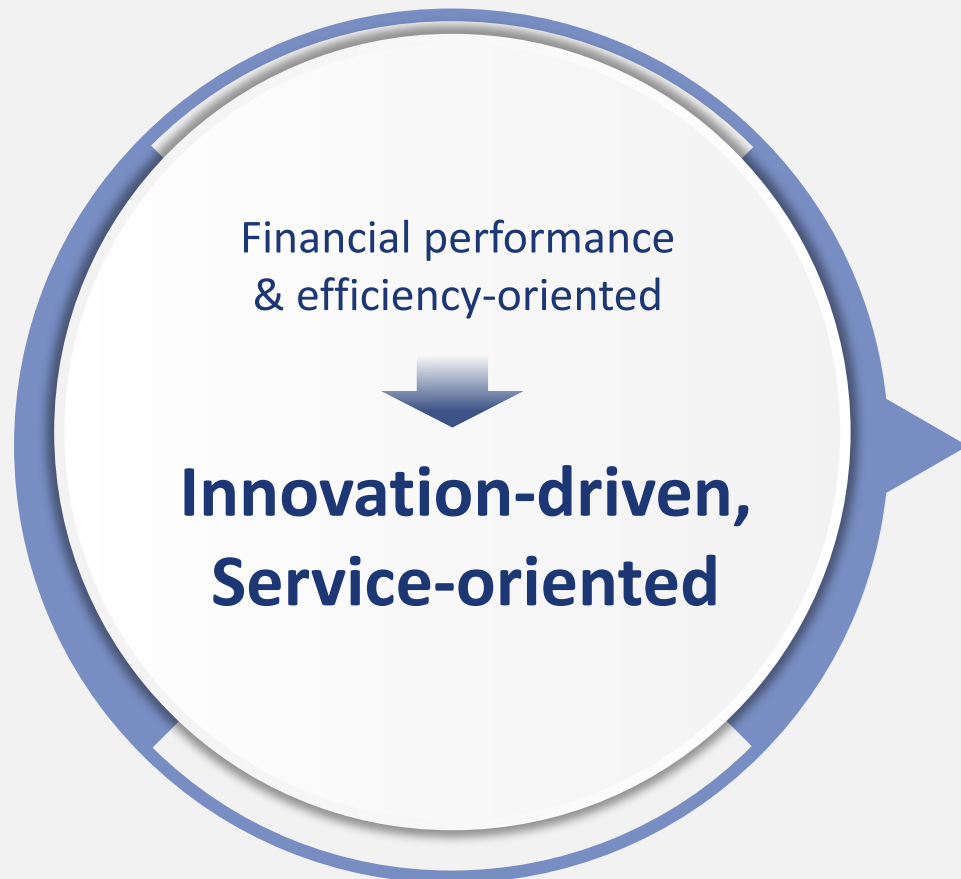 Financial performance
& efficiency-oriented
Innovation-driven,
Service-oriented